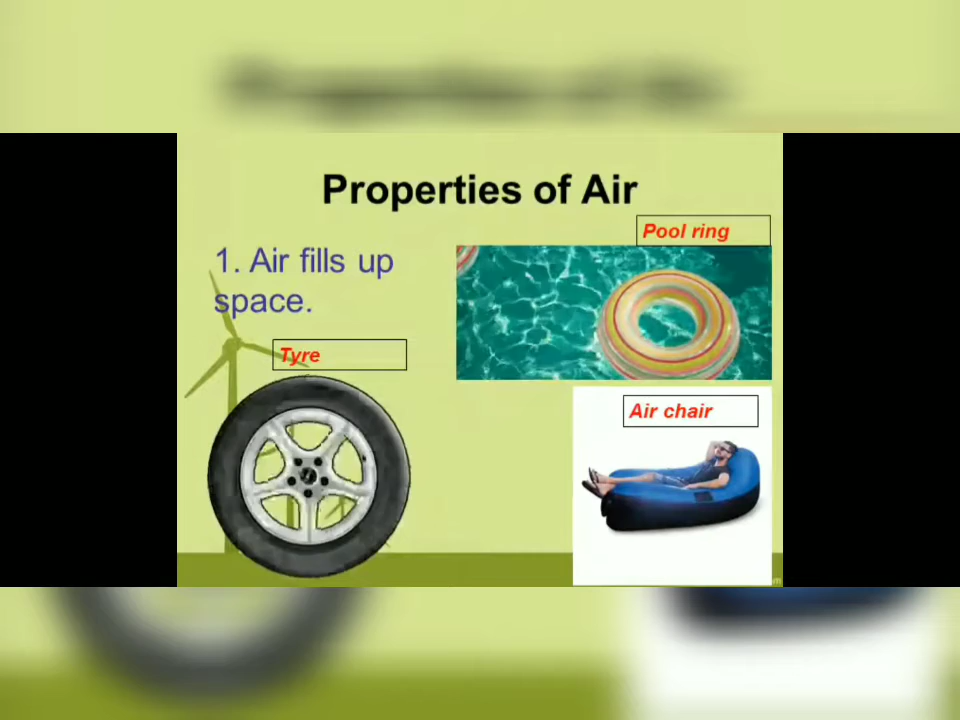 Properties of Air
Pool ring
1. Air fills up
space.
Tyre
Air chair